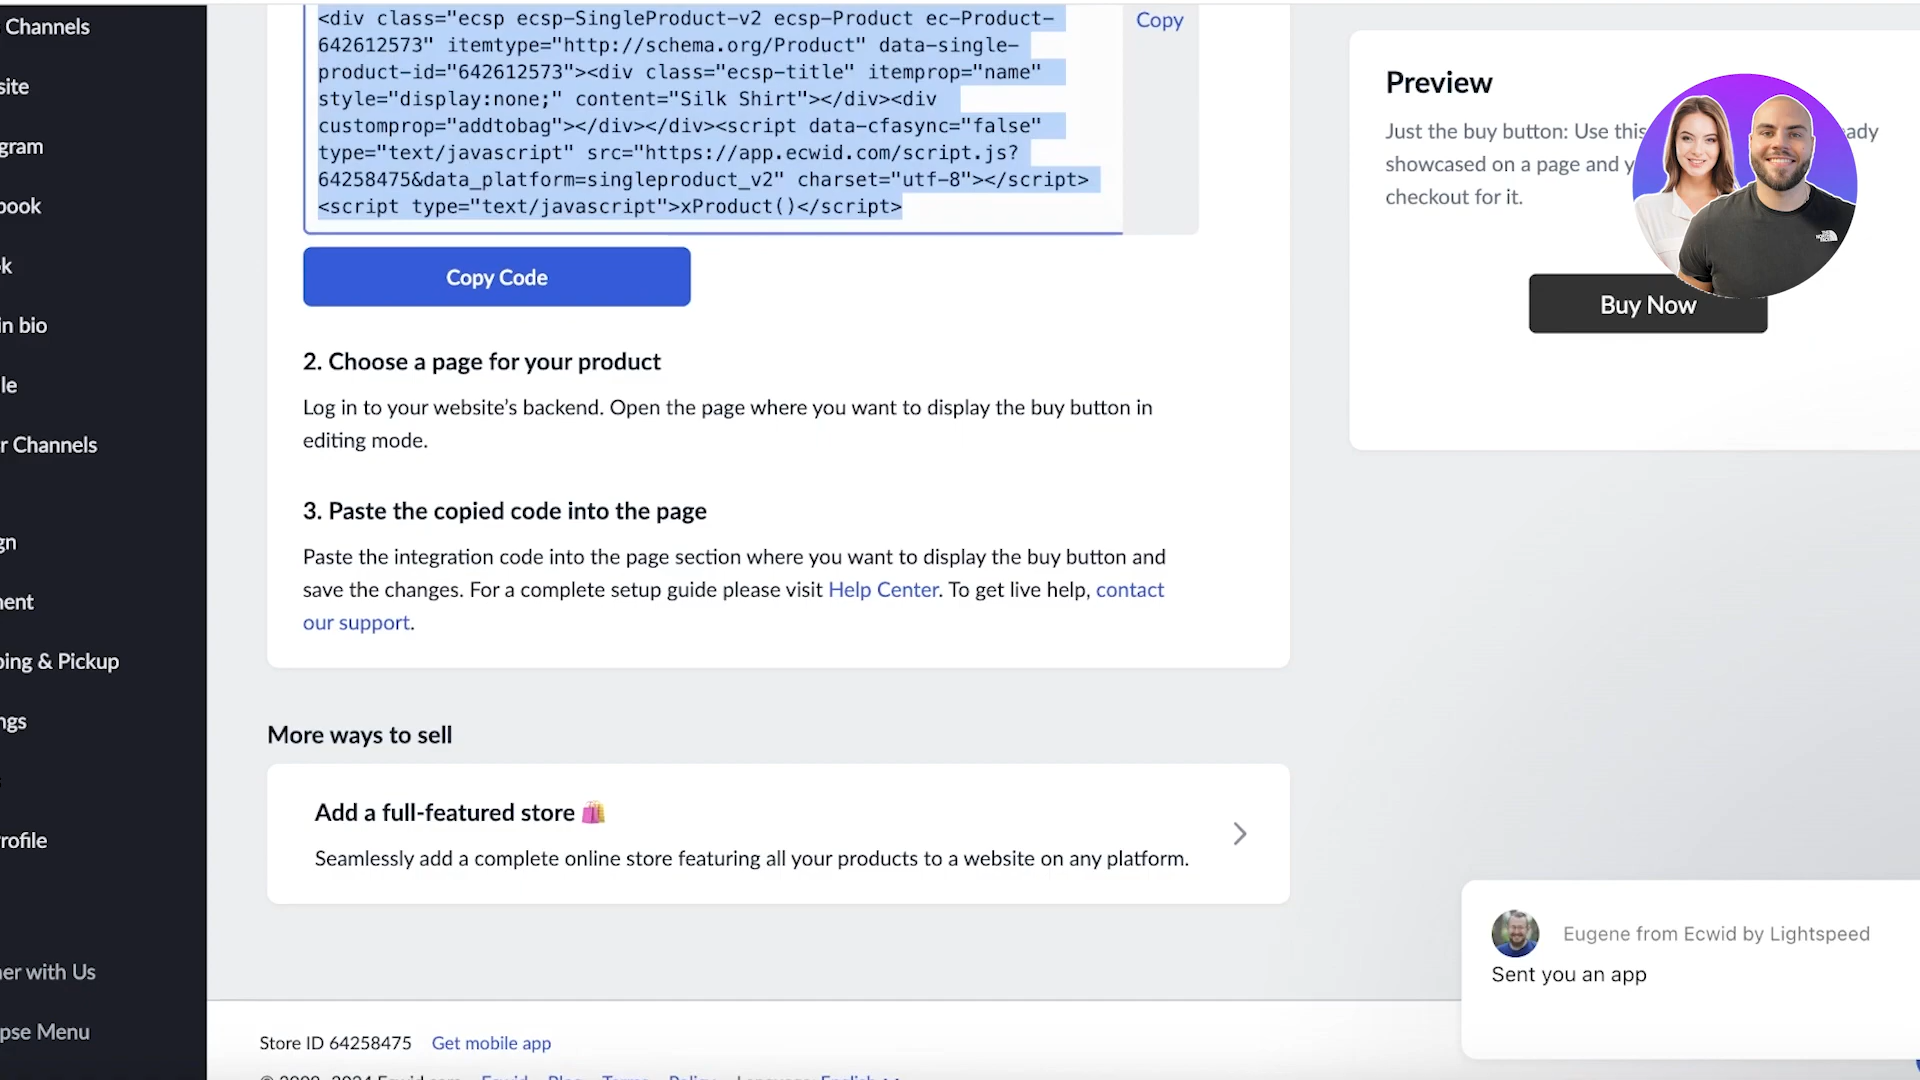 Channels
site
gram
book
k
in bio
le
r Channels
gn
nent
ping & Pickup
ngs
s
rofile
er with Us
pse Menu
<div class="ecsp ecsp-SingleProduct-v2 ecsp-Product ec-Product-
642612573" itemtype="http://schema.org/Product" data-single-
product-id="642612573"><div class="ecsp-title" itemprop="name"
style="display:none;" content="Silk Shirt"></div><div
customprop="addtobag"></div></div><script data-cfasync="false"
type="text/javascript" src="https://app.ecwid.com/script.js?
64258475&data_platform=singleproduct_v2" charset="utf-8"></script>
<script type="text/javascript">xProduct()</script>
Copy
Copy Code
2. Choose a page for your product
Log in to your website's backend. Open the page where you want to display the buy button in
editing mode.
3. Paste the copied code into the page
Paste the integration code into the page section where you want to display the buy button and
save the changes. For a complete setup guide please visit Help Center. To get live help, contact
our support.
More ways to sell
Add a full-featured store
Seamlessly add a complete online store featuring all your products to a website on any platform.
Store ID 64258475 Get mobile app
Preview
Just the buy button: Use this ady
showcased on a page and y
checkout for it.
THE NORTH FACE
Buy Now
Eugene from Ecwid by Lightspeed
Sent you an app